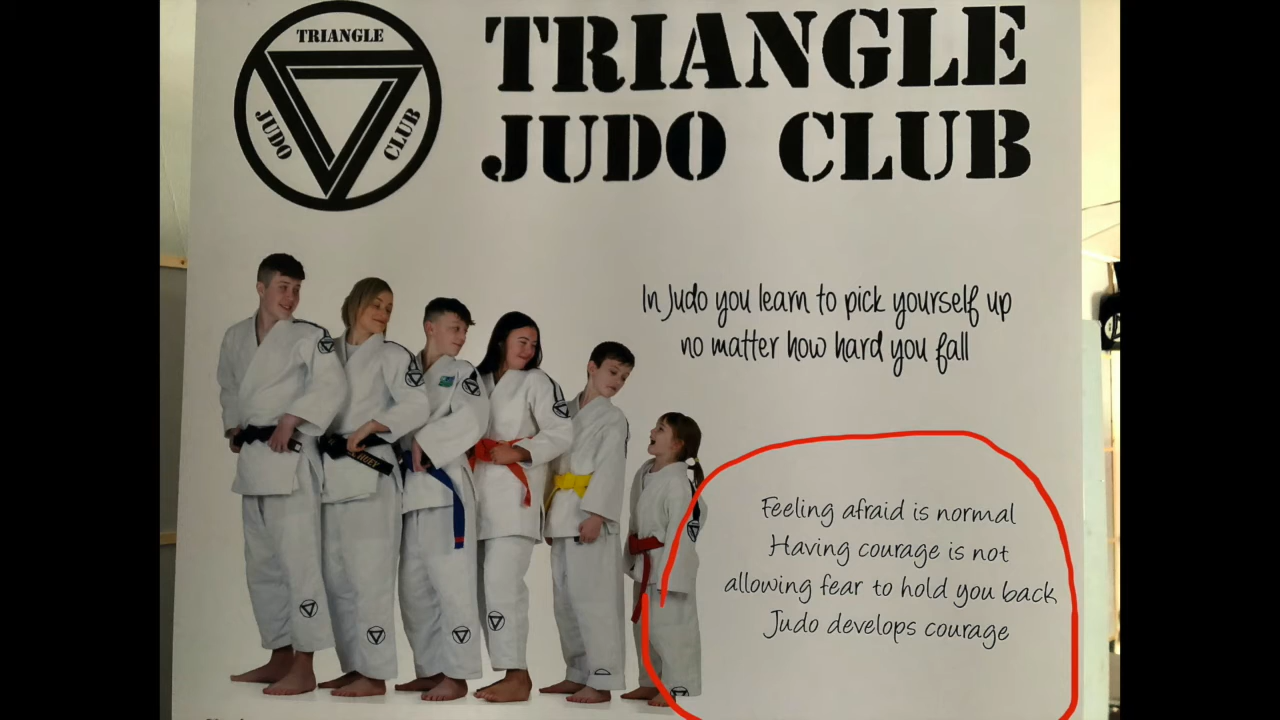 TRIANGLE
JUDO
CLUB
TRIANGLE
JUDO CLUB
In Judo you learn to pick yourself up
no matter how hard you fall
Feeling afraid is normal
Having courage is not
allowing fear to hold you back
Judo develops courage